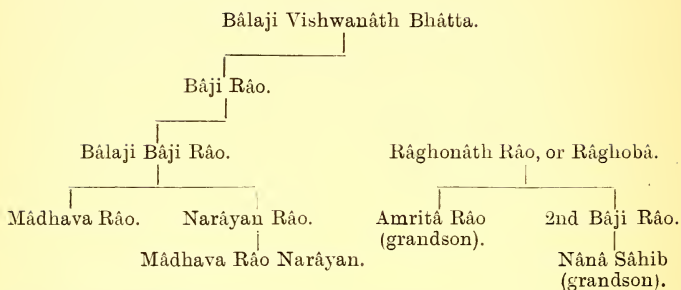 Bâlaji Vishwanâth Bhâtta.
Bâji Râo.
Bâlaji Bâji Râo. Râghonâth Râo, or Râghobâ.
Mâdhava Râo. Narâyan Râo. Amritâ Râo 2nd Bâji Râo.
(grandson).
Mâdhava Râo Narâyan. Nânâ Sâhib
(grandson).